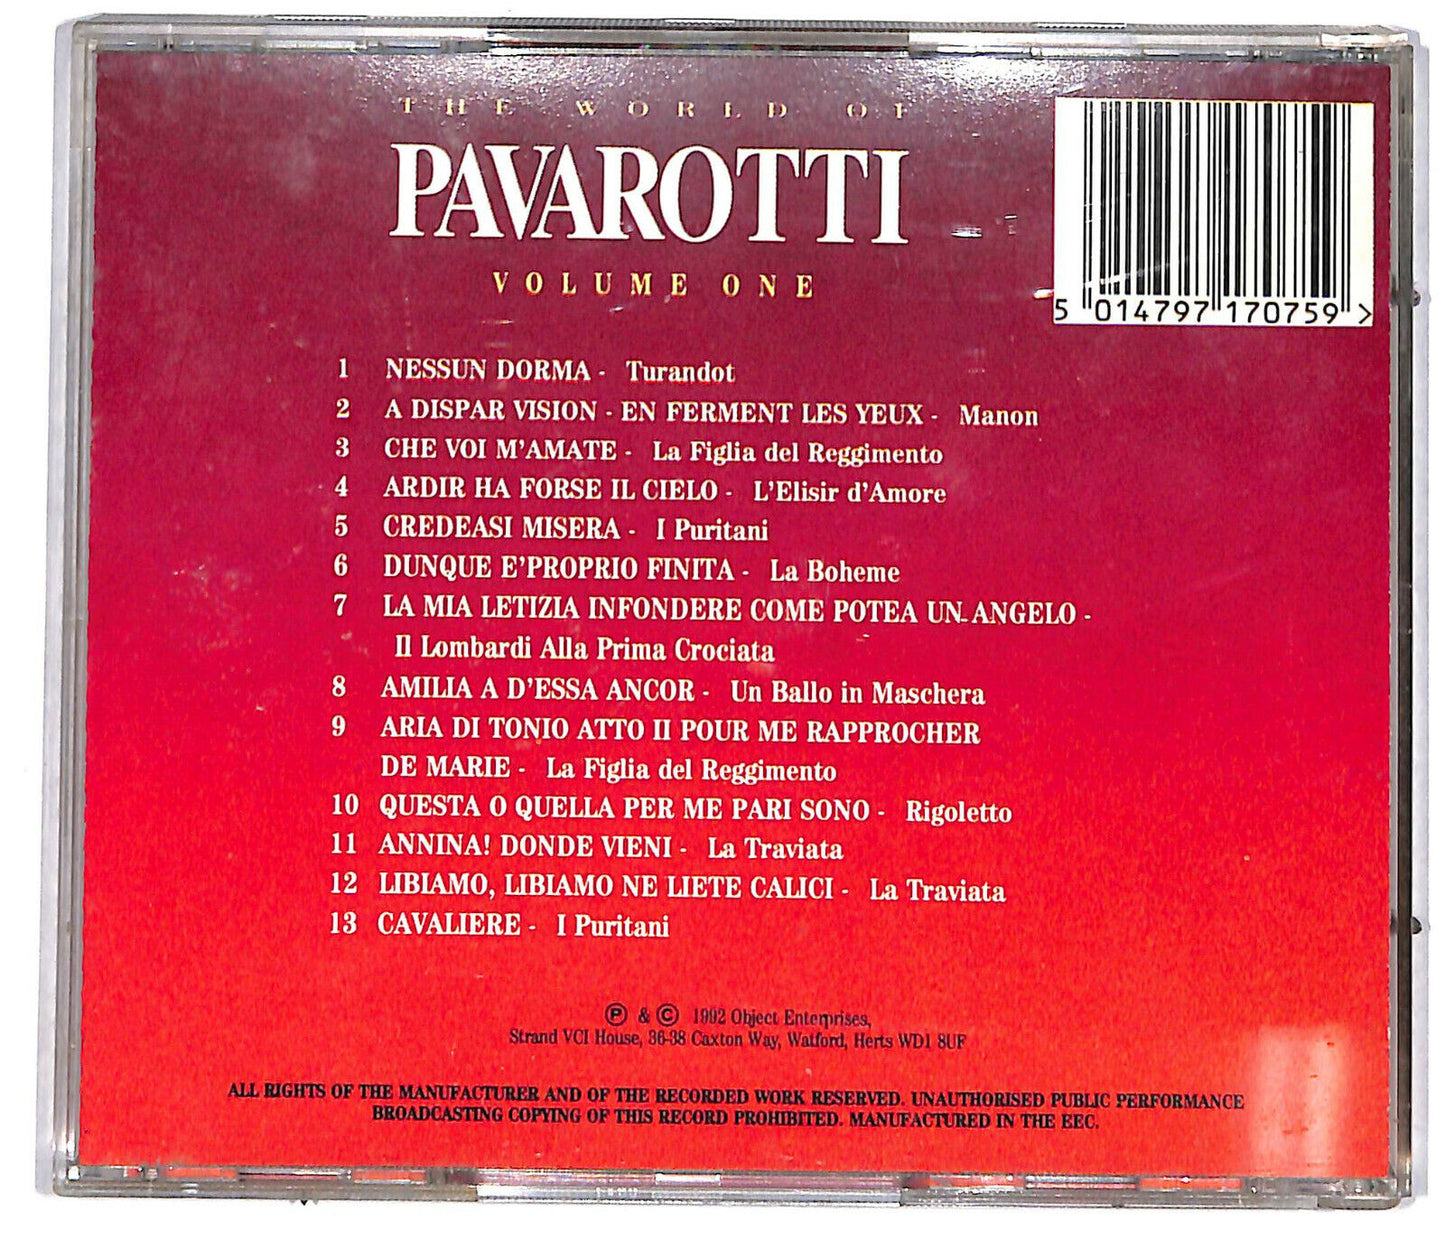 THE WORLD OF
PAVAROTTI
VOLUME ONE
5 014797 170759 >
1 NESSUN DORMA - Turandot
2 A DISPAR VISION - EN FERMENT LES YEUX - Manon
3 CHE VOI M'AMATE - La Figlia del Reggimento
4 ARDIR HA FORSE IL CIELO - L'Elisir d'Amore
5 CREDEASI MISERA - I Puritani
6 DUNQUE E'PROPRIO FINITA - La Boheme
7 LA MIA LETIZIA INFONDERE COME POTEA UN ANGELO -
Il Lombardi Alla Prima Crociata
8 AMILIA A D'ESSA ANCOR - Un Ballo in Maschera
9 ARIA DI TONIO ATTO II POUR ME RAPPROCHER
DE MARIE - La Figlia del Reggimento
10 QUESTA O QUELLA PER ME PARI SONO - Rigoletto
11 ANNINA! DONDE VIENI - La Traviata
12 LIBIAMO, LIBIAMO NE LIETE CALICI - La Traviata
13 CAVALIERE - I Puritani
℗ & © 1992 Object Enterprises,
Strand VCI House, 36-38 Caxton Way, Watford, Herts WD1 8UF
ALL RIGHTS OF THE MANUFACTURER AND OF THE RECORDED WORK RESERVED. UNAUTHORISED PUBLIC PERFORMANCE
BROADCASTING COPYING OF THIS RECORD PROHIBITED. MANUFACTURED IN THE EEC.